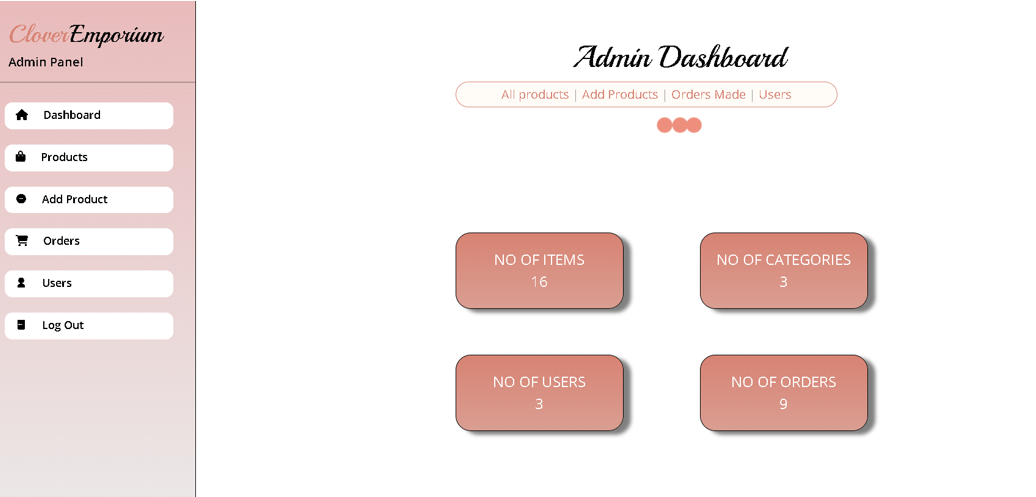 CloverEmporium
Admin Panel
Dashboard
Products
Add Product
Orders
Users
Log Out
Admin Dashboard
All products | Add Products | Orders Made | Users
NO OF ITEMS
16
NO OF CATEGORIES
3
NO OF USERS
3
NO OF ORDERS
9